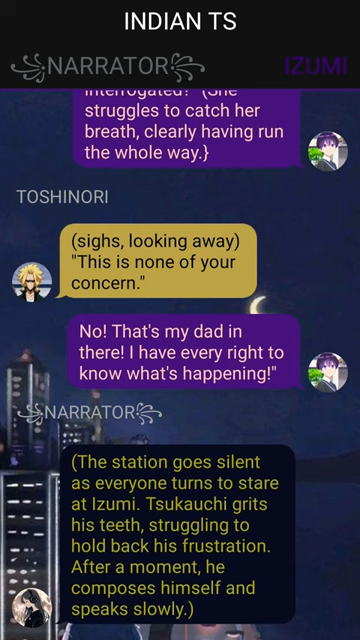 INDIAN TS
NARRATOR
IZUMI
interrogated?" (She
struggles to catch her
breath, clearly having run
the whole way.}
TOSHINORI
(sighs, looking away)
"This is none of your
concern."
No! That's my dad in
there! I have every right to
know what's happening!"
NARRATOR
(The station goes silent
as everyone turns to stare
at Izumi. Tsukauchi grits
his teeth, struggling to
hold back his frustration.
After a moment, he
composes himself and
speaks slowly.)